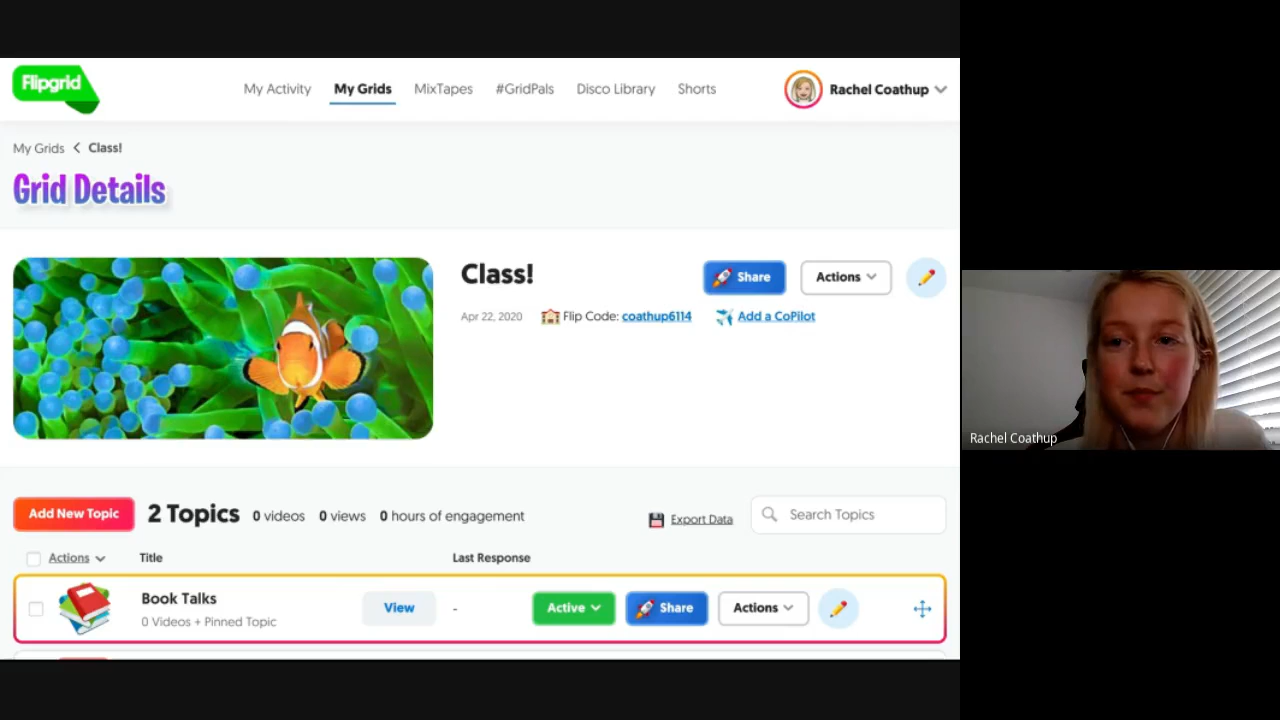 Flipgrid
My Activity My Grids MixTapes #GridPals Disco Library Shorts Rachel Coathup
My Grids Class!
Grid Details
Class! Share Actions
Apr 22, 2020 Flip Code: coathup6114 Add a CoPilot
Rachel Coathup
Add New Topic 2 Topics 0 videos 0 views 0 hours of engagement Export Data Search Topics
Actions Title Last Response
Book Talks
View - Active Share Actions
0 Videos + Pinned Topic